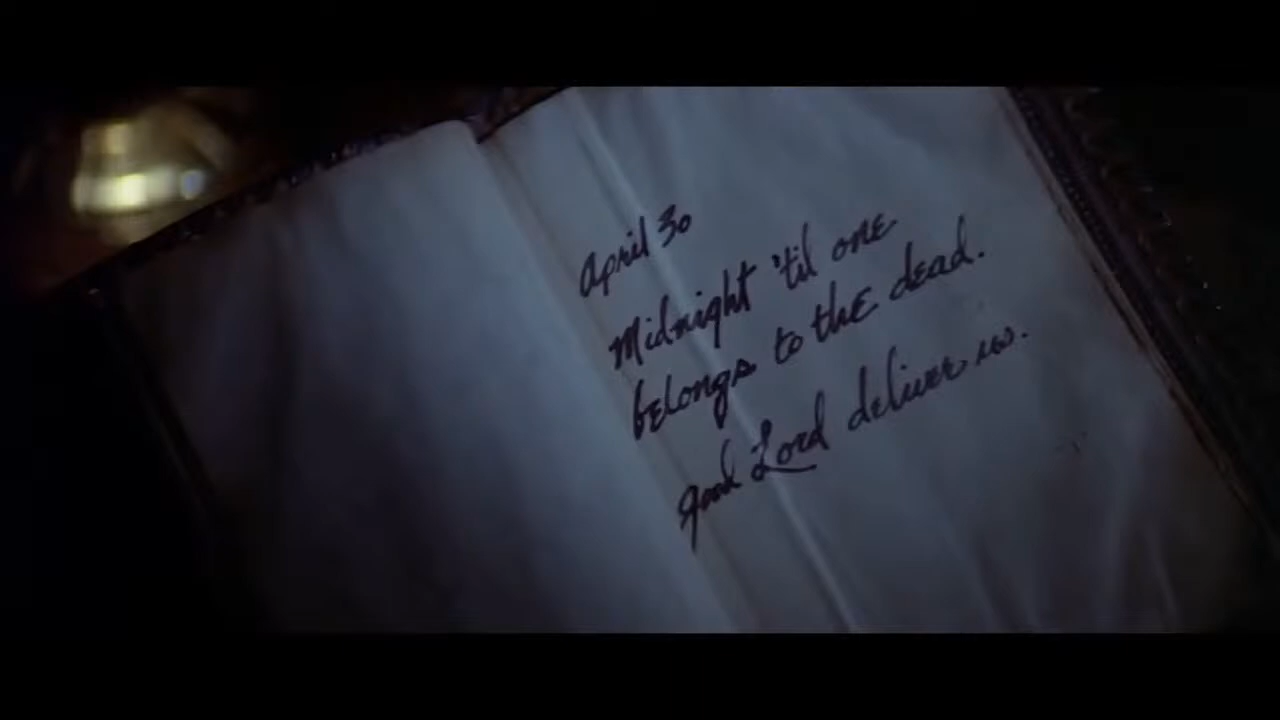 April 30
Midnight 'til one
belongs to the dead.
Good Lord deliver us.